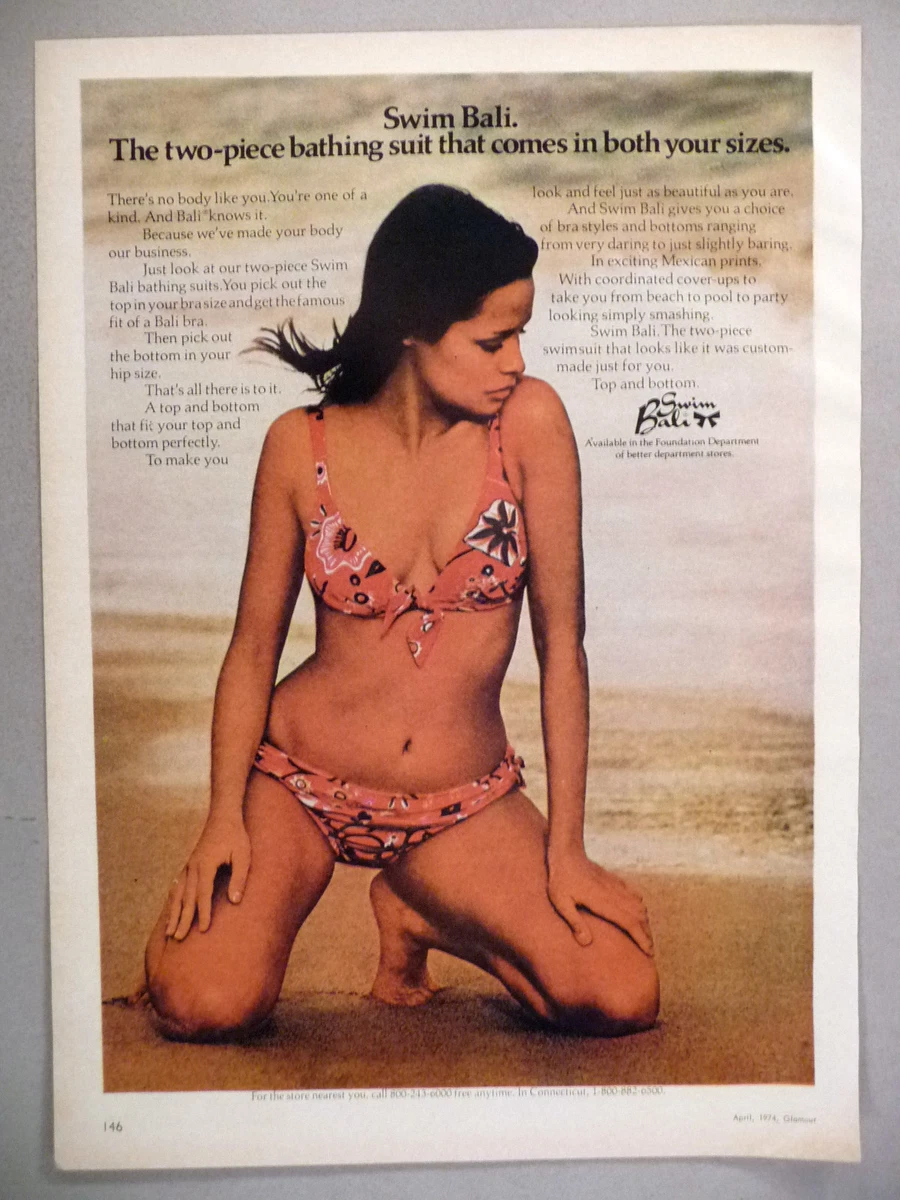 Swim Bali.
The two-piece bathing suit that comes in both your sizes.
There's no body like you. You're one of a
kind. And Bali® knows it.
Because we've made your body
our business.
Just look at our two-piece Swim
Bali bathing suits. You pick out the
top in your bra size and get the famous
fit of a Bali bra.
Then pick out
the bottom in your
hip size.
That's all there is to it.
A top and bottom
that fit your top and
bottom perfectly.
To make you
look and feel just as beautiful as you are.
And Swim Bali gives you a choice
of bra styles and bottoms ranging
from very daring to just slightly baring.
In exciting Mexican prints.
With coordinated cover-ups to
take you from beach to pool to party
looking simply smashing.
Swim Bali. The two-piece
swimsuit that looks like it was custom-
made just for you.
Top and bottom.
Swim
Bali
Available in the Foundation Department
of better department stores.
For the store nearest you, call 800-243-6000 free anytime. In Connecticut, 1-800-882-6500.
146
April, 1974, Glamour